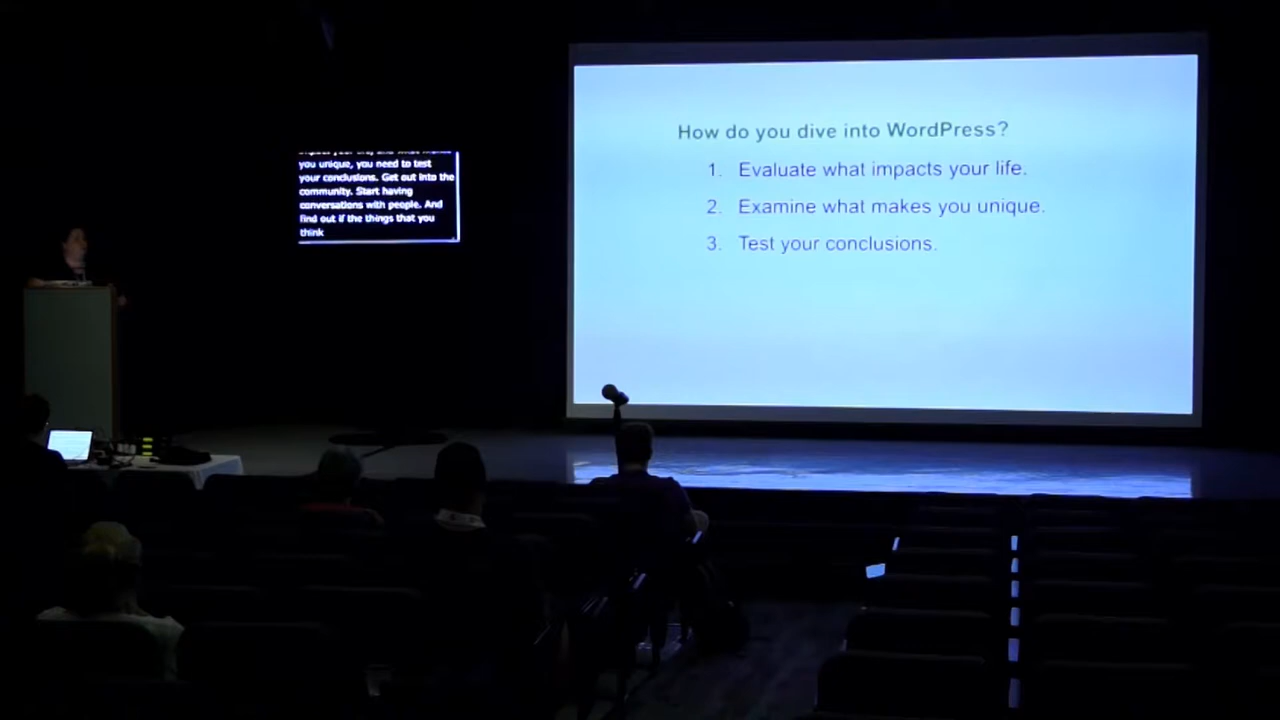 you unique, you need to test
your conclusions. Get out into the
community. Start having
conversations with people. And
find out if the things that you
think
How do you dive into WordPress?
1. Evaluate what impacts your life.
2. Examine what makes you unique.
3. Test your conclusions.